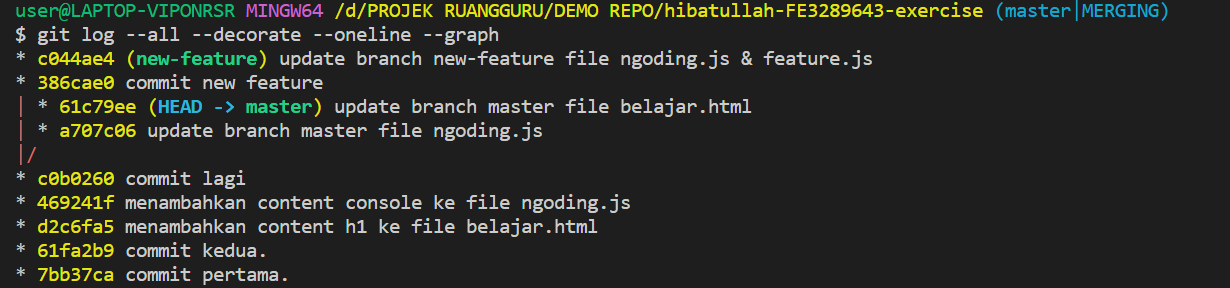 user@LAPTOP-VIPONRSR MINGW64 /d/PROJEK RUANGGURU/DEMO REPO/hibatullah-FE3289643-exercise (master|MERGING)
$ git log --all --decorate --oneline --graph
* c044ae4 (new-feature) update branch new-feature file ngoding.js & feature.js
* 386cae0 commit new feature
| * 61c79ee (HEAD -> master) update branch master file belajar.html
| * a707c06 update branch master file ngoding.js
|/
* c0b0260 commit lagi
* 469241f menambahkan content console ke file ngoding.js
* d2c6fa5 menambahkan content h1 ke file belajar.html
* 61fa2b9 commit kedua.
* 7bb37ca commit pertama.